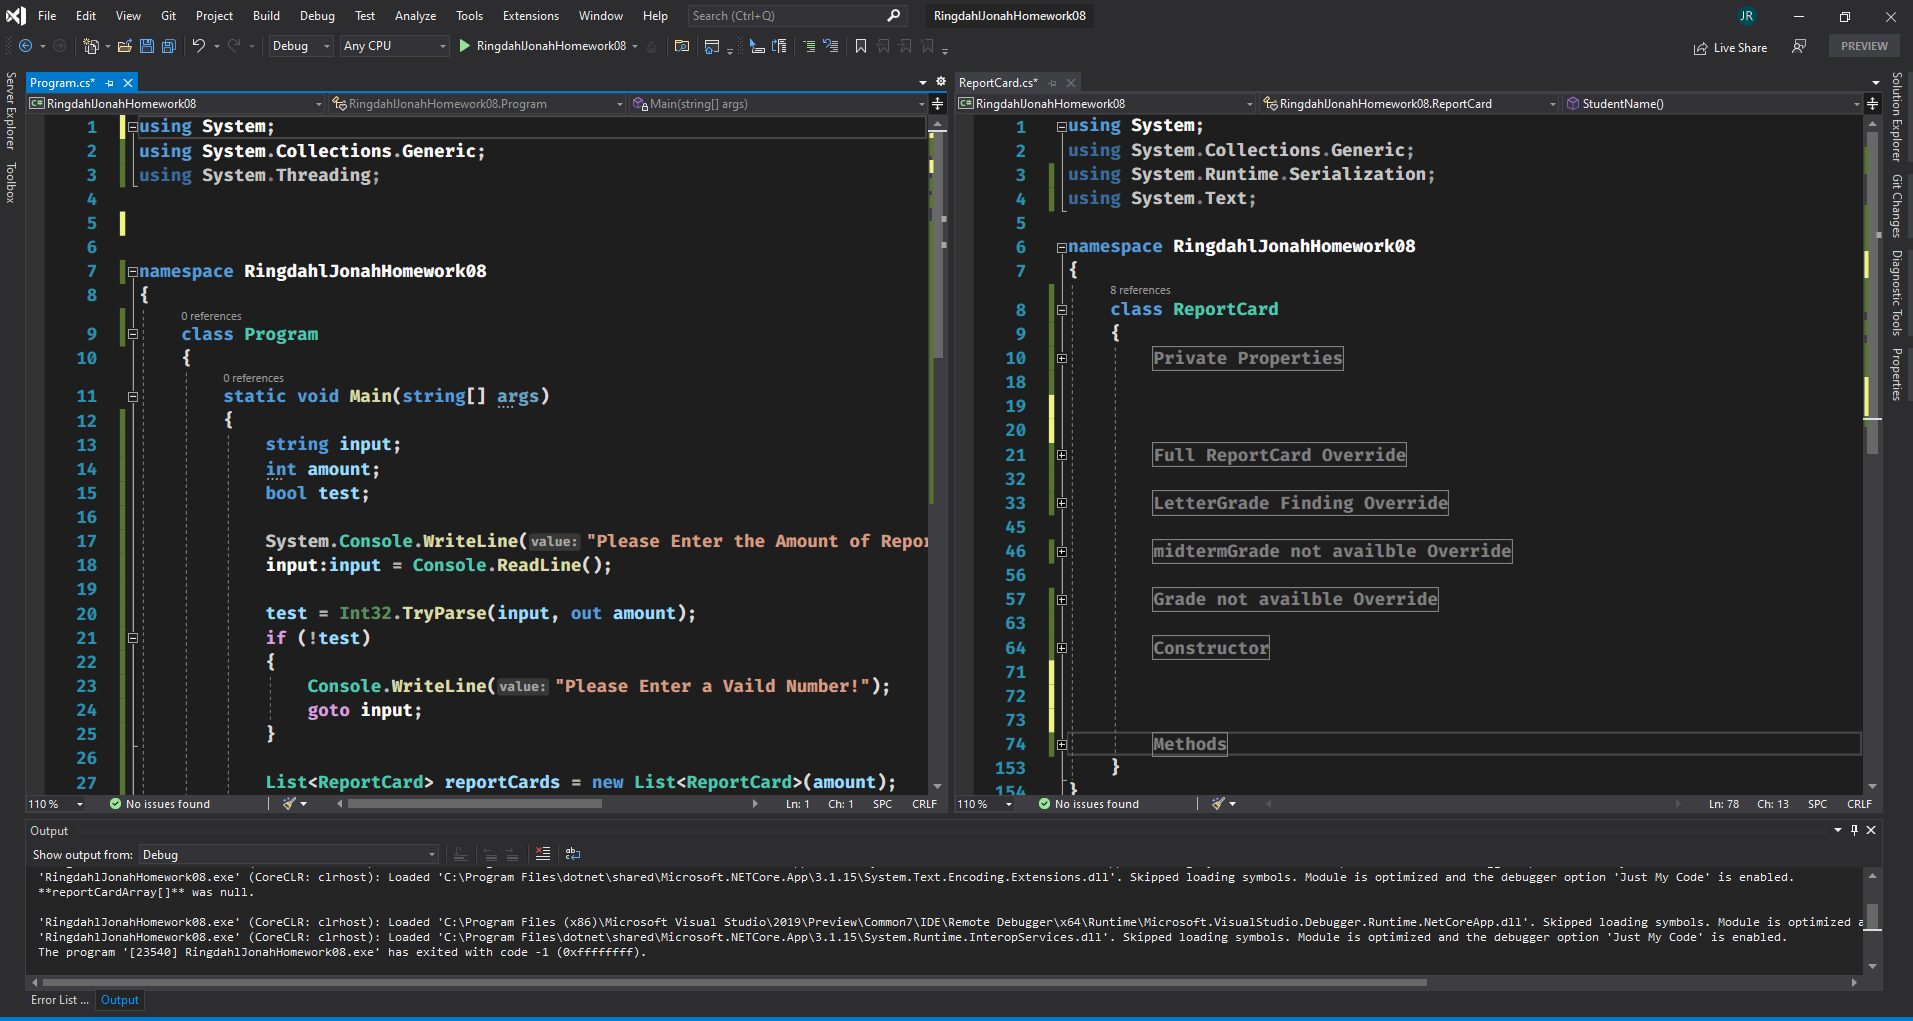 File Edit View Git Project Build Debug Test Analyze Tools Extensions Window Help Search (Ctrl+Q) RingdahlJonahHomework08 JR
Debug Any CPU RingdahlJonahHomework08 Live Share PREVIEW
Server Explorer
Toolbox
Program.cs*
RingdahlJonahHomework08 RingdahlJonahHomework08.Program Main(string[] args)
1 using System;
2 using System.Collections.Generic;
3 using System.Threading;
4
5
6
7 namespace RingdahlJonahHomework08
8 {
0 references
9 class Program
10 {
0 references
11 static void Main(string[] args)
12 {
13 string input;
14 int amount;
15 bool test;
16
17 System.Console.WriteLine(value: "Please Enter the Amount of Repor
18 input:input = Console.ReadLine();
19
20 test = Int32.TryParse(input, out amount);
21 if (!test)
22 {
23 Console.WriteLine(value: "Please Enter a Vaild Number!");
24 goto input;
25 }
26
27 List<ReportCard> reportCards = new List<ReportCard>(amount);
110 % No issues found Ln: 1 Ch: 1 SPC CRLF
ReportCard.cs*
RingdahlJonahHomework08 RingdahlJonahHomework08.ReportCard StudentName()
1 using System;
2 using System.Collections.Generic;
3 using System.Runtime.Serialization;
4 using System.Text;
5
6 namespace RingdahlJonahHomework08
7 {
8 references
8 class ReportCard
9 {
10 Private Properties
18
19
20
21 Full ReportCard Override
32
33 LetterGrade Finding Override
45
46 midtermGrade not availble Override
56
57 Grade not availble Override
63
64 Constructor
71
72
73
74 Methods
153 }
154 }
110 % No issues found Ln: 78 Ch: 13 SPC CRLF
Solution Explorer
Git Changes
Diagnostic Tools
Properties
Output
Show output from: Debug
'RingdahlJonahHomework08.exe' (CoreCLR: clrhost): Loaded 'C:\Program Files\dotnet\shared\Microsoft.NETCore.App\3.1.15\System.Text.Encoding.Extensions.dll'. Skipped loading symbols. Module is optimized and the debugger option 'Just My Code' is enabled.
**reportCardArray[]** was null.
'RingdahlJonahHomework08.exe' (CoreCLR: clrhost): Loaded 'C:\Program Files (x86)\Microsoft Visual Studio\2019\Preview\Common7\IDE\Remote Debugger\x64\Runtime\Microsoft.VisualStudio.Debugger.Runtime.NetCoreApp.dll'. Skipped loading symbols. Module is optimized a
'RingdahlJonahHomework08.exe' (CoreCLR: clrhost): Loaded 'C:\Program Files\dotnet\shared\Microsoft.NETCore.App\3.1.15\System.Runtime.InteropServices.dll'. Skipped loading symbols. Module is optimized and the debugger option 'Just My Code' is enabled.
The program '[23540] RingdahlJonahHomework08.exe' has exited with code -1 (0xffffffff).
Error List ... Output